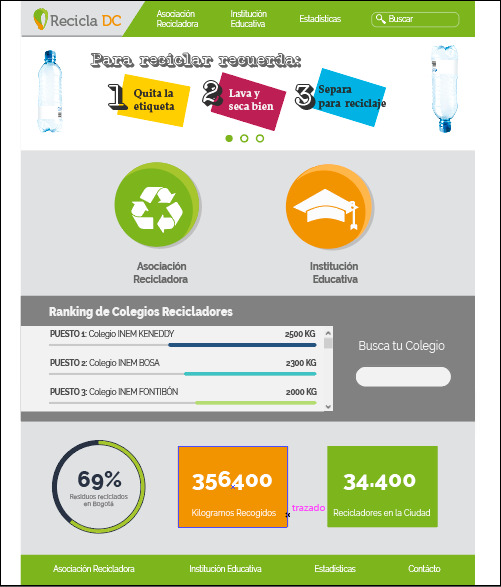 Recicla DC
Asociación
Recicladora
Institución
Educativa
Estadísticas
Buscar
Para reciclar recuerda:
1 Quita la
etiqueta
2 Lava y
seca bien
3 Separa
para reciclaje
Asociación
Recicladora
Institución
Educativa
Ranking de Colegios Recicladores
PUESTO 1: Colegio INEM KENEDDY 2500 KG
PUESTO 2: Colegio INEM BOSA 2300 KG
PUESTO 3: Colegio INEM FONTIBÓN 2000 KG
Busca tu Colegio
69%
Residuos reciclados
en Bogotá
356400
Kilogramos Recogidos
trazado
34.400
Recicladores en la Ciudad
Asociación Recicladora
Institución Educativa
Estadísticas
Contácto